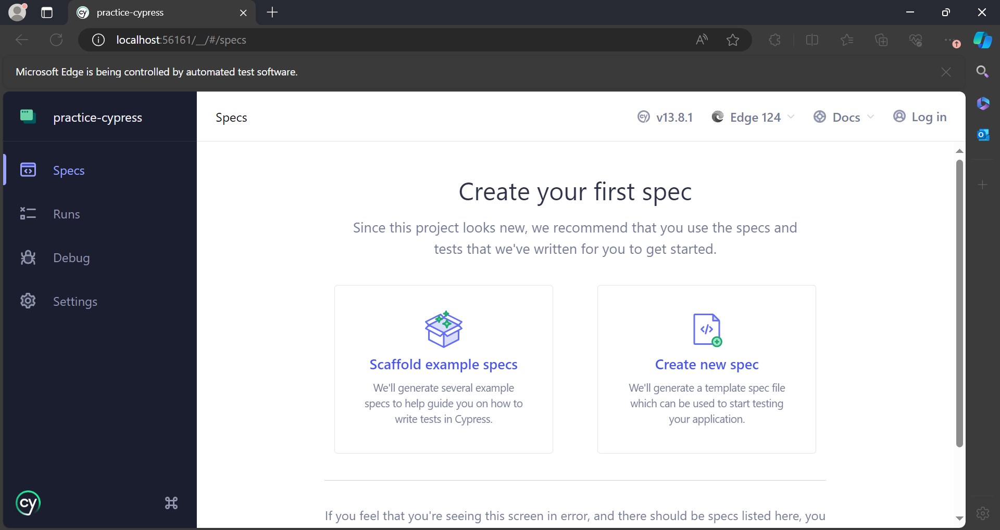 practice-cypress
localhost:56161/__/#/specs
Microsoft Edge is being controlled by automated test software.
practice-cypress
Specs
Runs
Debug
Settings
cy
Specs
cy v13.8.1
Edge 124
Docs
Log in
Create your first spec
Since this project looks new, we recommend that you use the specs and
tests that we've written for you to get started.
Scaffold example specs
We'll generate several example
specs to help guide you on how to
write tests in Cypress.
Create new spec
We'll generate a template spec file
which can be used to start testing
your application.
If you feel that you're seeing this screen in error, and there should be specs listed here, you